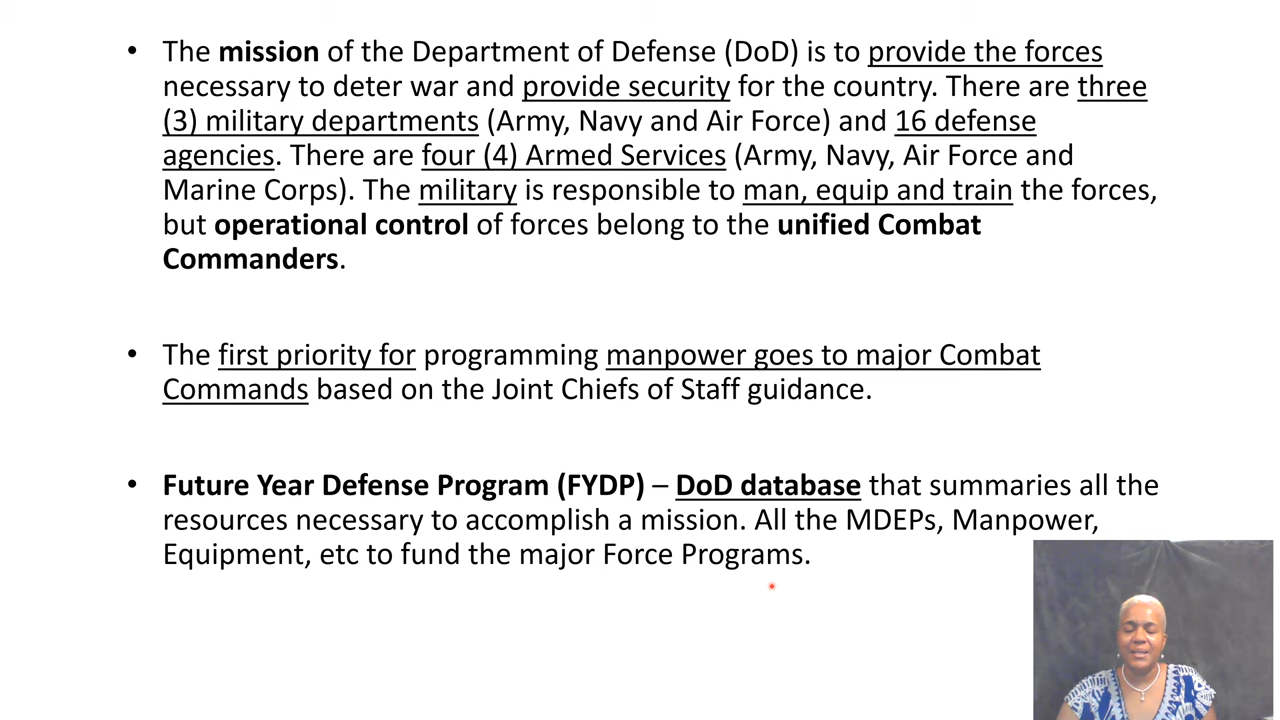 • The mission of the Department of Defense (DoD) is to provide the forces
necessary to deter war and provide security for the country. There are three
(3) military departments (Army, Navy and Air Force) and 16 defense
agencies. There are four (4) Armed Services (Army, Navy, Air Force and
Marine Corps). The military is responsible to man, equip and train the forces,
but operational control of forces belong to the unified Combat
Commanders.
• The first priority for programming manpower goes to major Combat
Commands based on the Joint Chiefs of Staff guidance.
• Future Year Defense Program (FYDP) – DoD database that summaries all the
resources necessary to accomplish a mission. All the MDEPs, Manpower,
Equipment, etc to fund the major Force Programs.